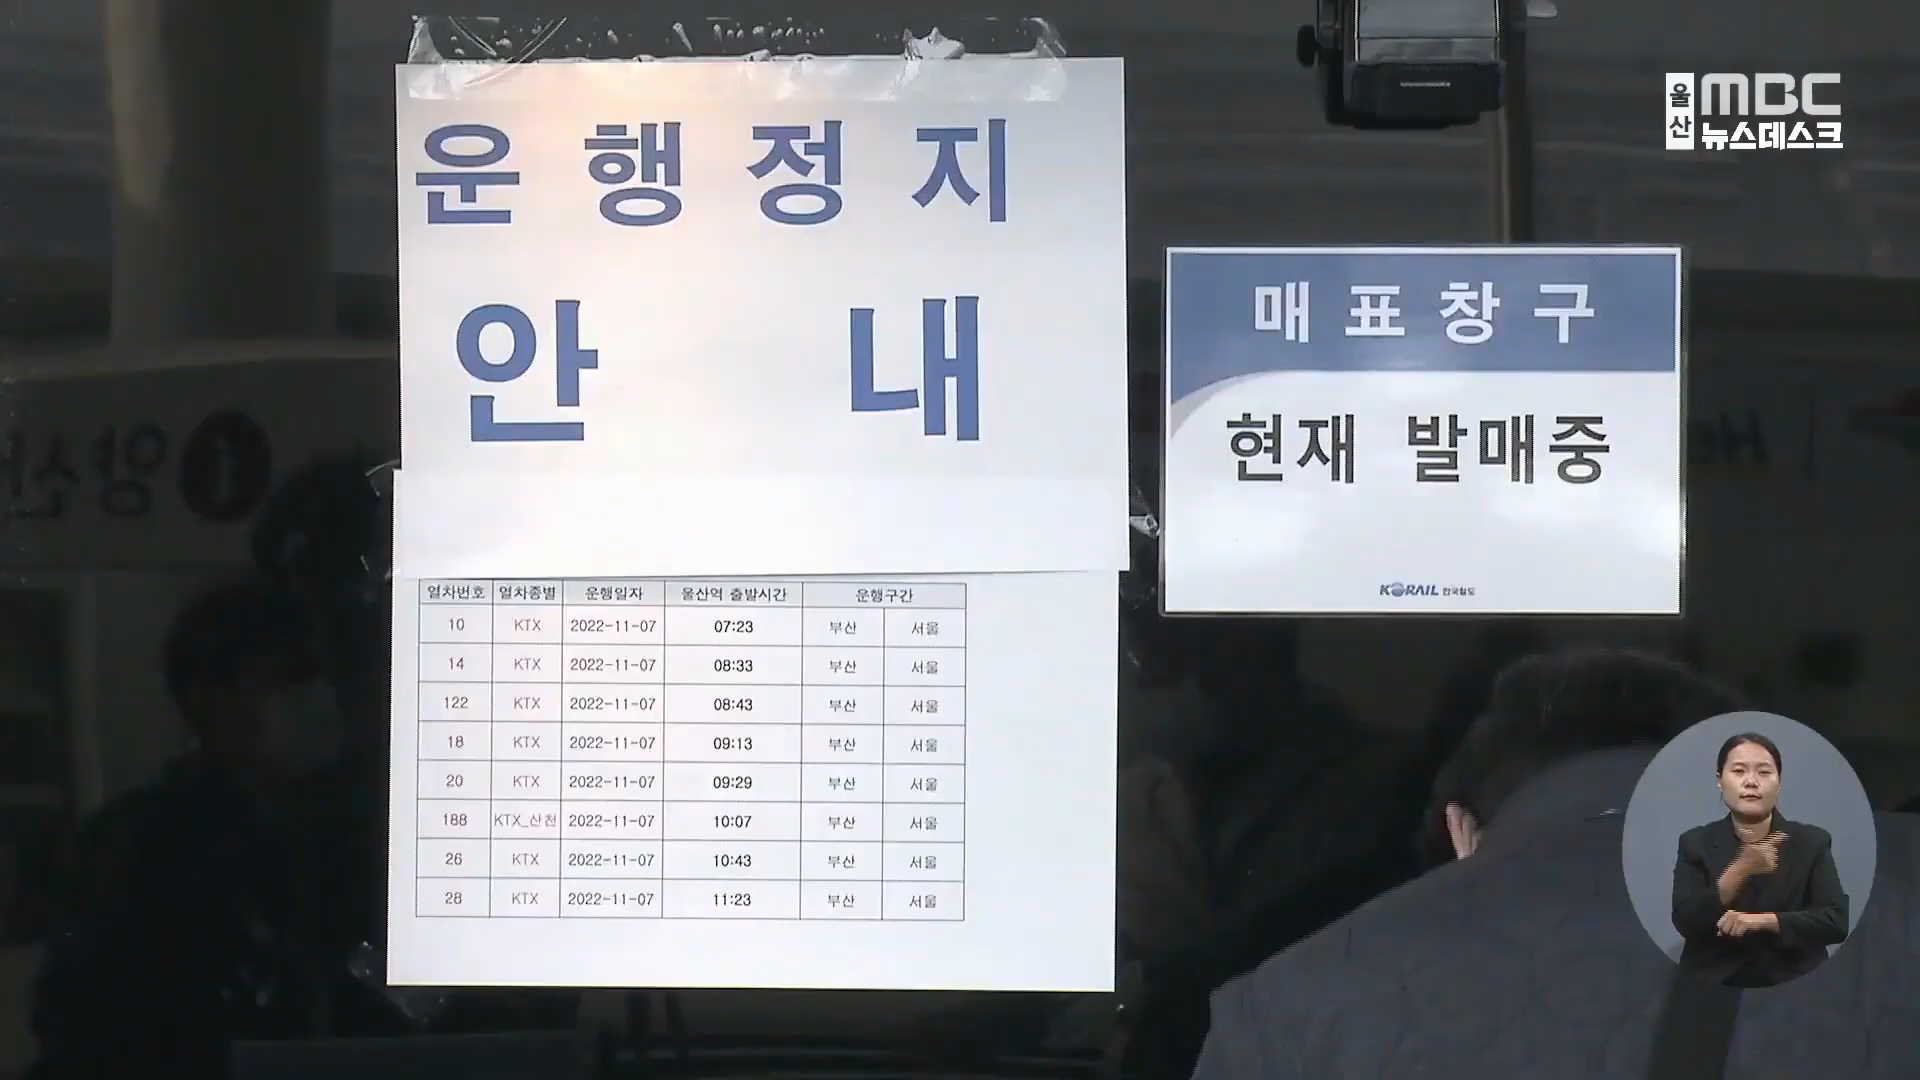 울산 MBC
뉴스데스크
운행정지
안내
매표창구
현재 발매중
KORAIL 한국철도
열차번호 열차종별 운행일자 울산역 출발시간 운행구간
10 KTX 2022-11-07 07:23 부산 서울
14 KTX 2022-11-07 08:33 부산 서울
122 KTX 2022-11-07 08:43 부산 서울
18 KTX 2022-11-07 09:13 부산 서울
20 KTX 2022-11-07 09:29 부산 서울
188 KTX_산천 2022-11-07 10:07 부산 서울
26 KTX 2022-11-07 10:43 부산 서울
28 KTX 2022-11-07 11:23 부산 서울